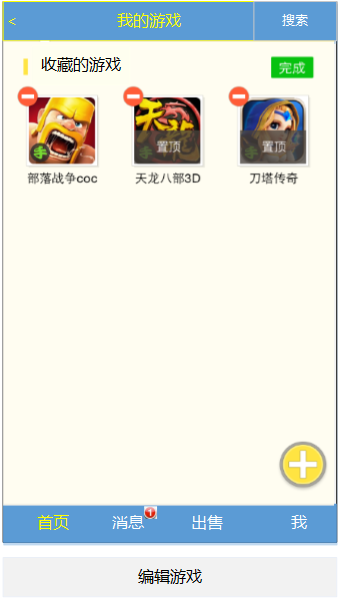 < 我的游戏 搜索
收藏的游戏 完成
天龙
手 置顶 置顶
部落战争coc 天龙八部3D 刀塔传奇
首页 消息 出售 我
编辑游戏